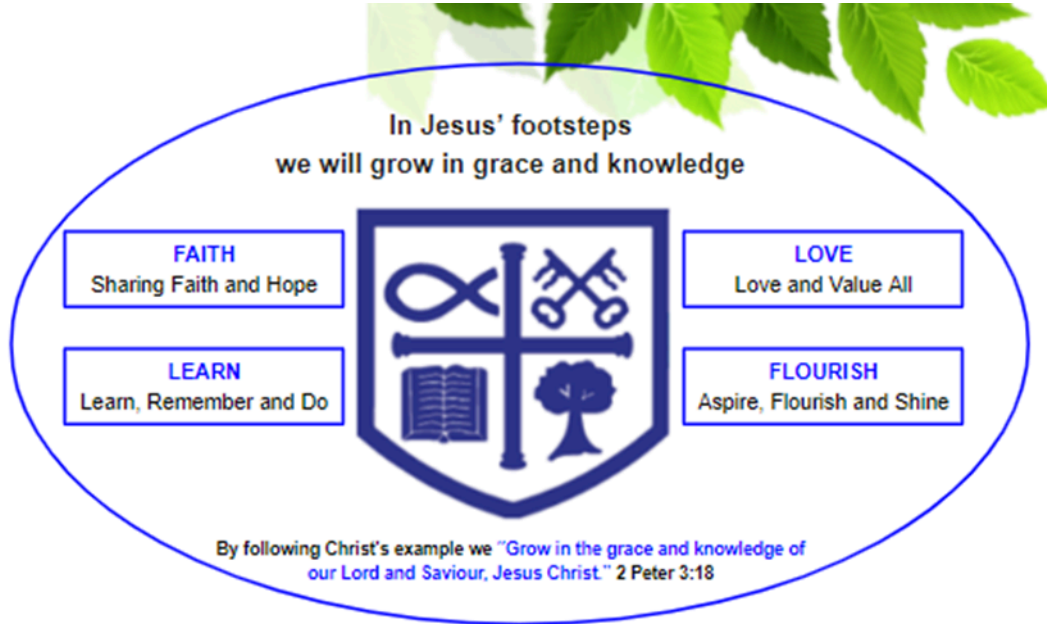 In Jesus’ footsteps
we will grow in grace and knowledge
FAITH
Sharing Faith and Hope
LOVE
Love and Value All
LEARN
Learn, Remember and Do
FLOURISH
Aspire, Flourish and Shine
By following Christ's example we "Grow in the grace and knowledge of
our Lord and Saviour, Jesus Christ." 2 Peter 3:18